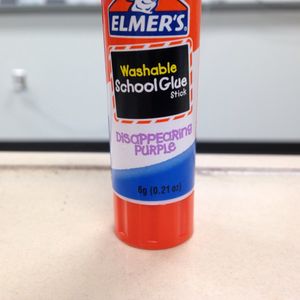 ELMER'S
Washable
School Glue
Stick
DISAPPEARING
PURPLE
6g (0.21 oz)